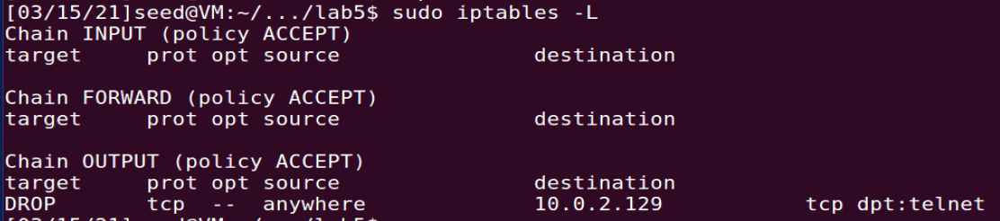 [03/15/21]seed@VM:~/.../lab5$ sudo iptables -L
Chain INPUT (policy ACCEPT)
target     prot opt source               destination

Chain FORWARD (policy ACCEPT)
target     prot opt source               destination

Chain OUTPUT (policy ACCEPT)
target     prot opt source               destination
DROP       tcp  --  anywhere             10.0.2.129           tcp dpt:telnet